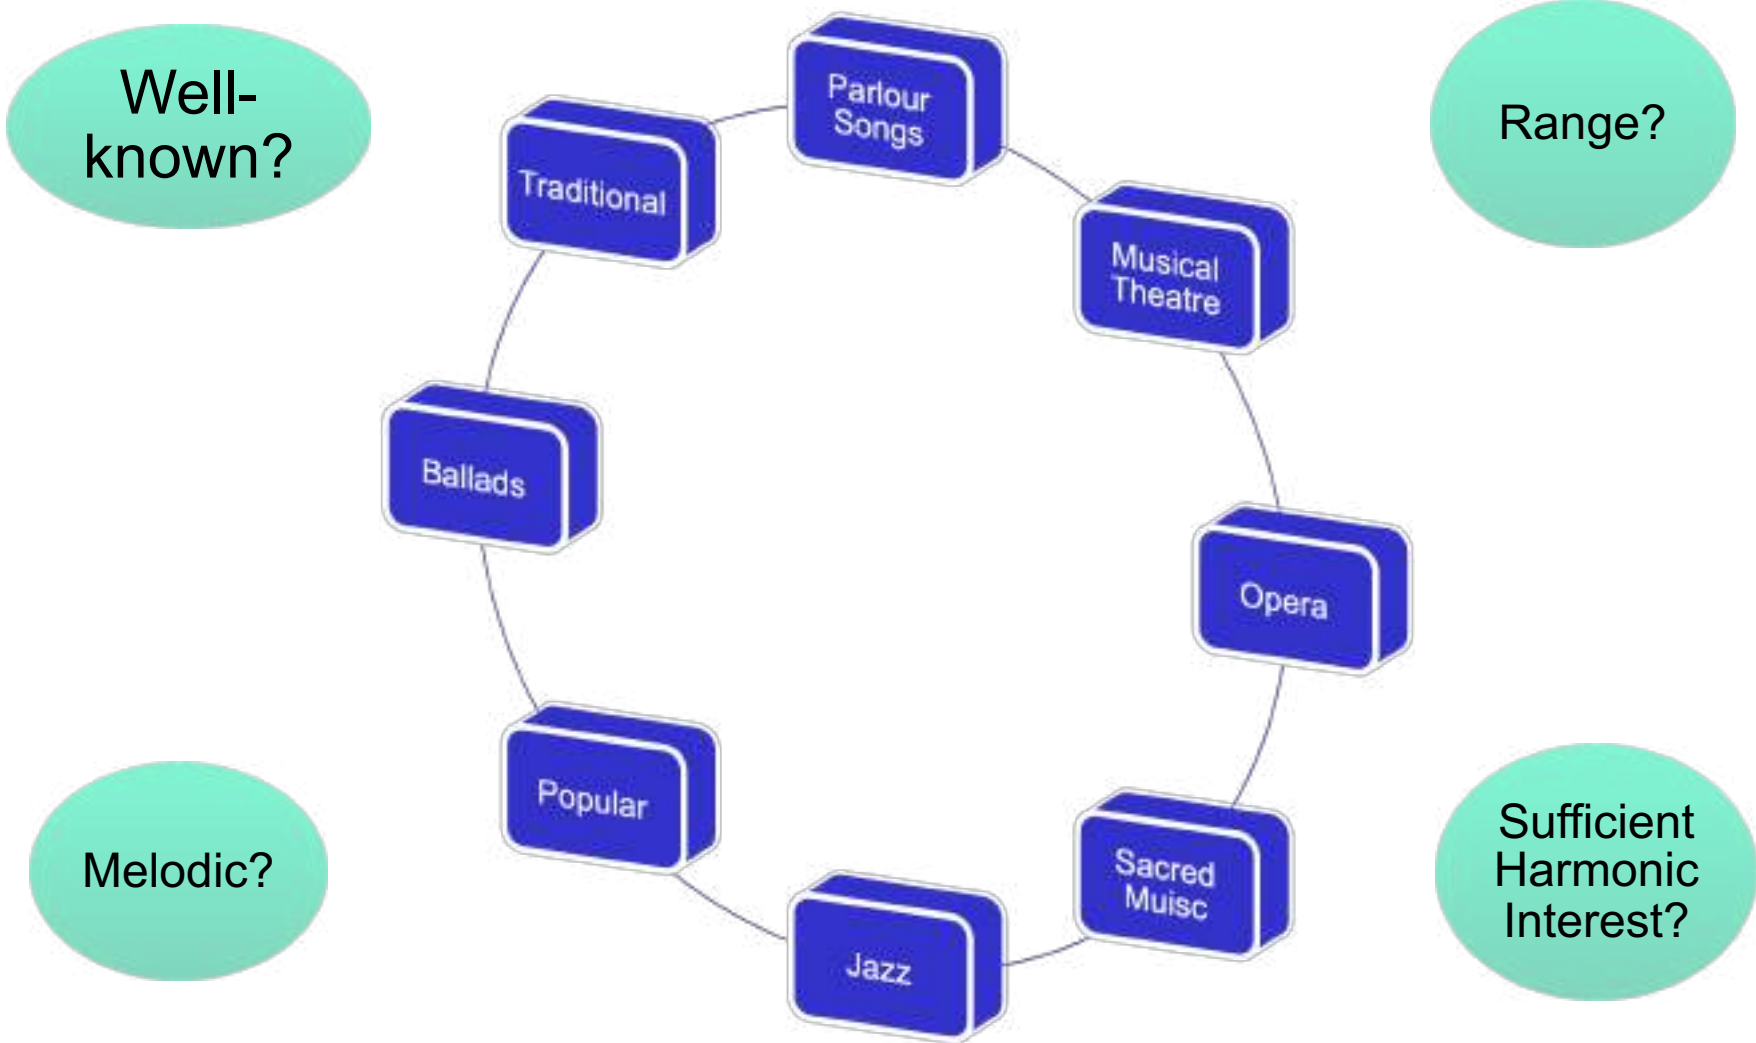 Well-
known?
Parlour
Songs
Range?
Traditional
Musical
Theatre
Ballads
Opera
Popular
Melodic?
Sacred
Muisc
Sufficient
Harmonic
Interest?
Jazz